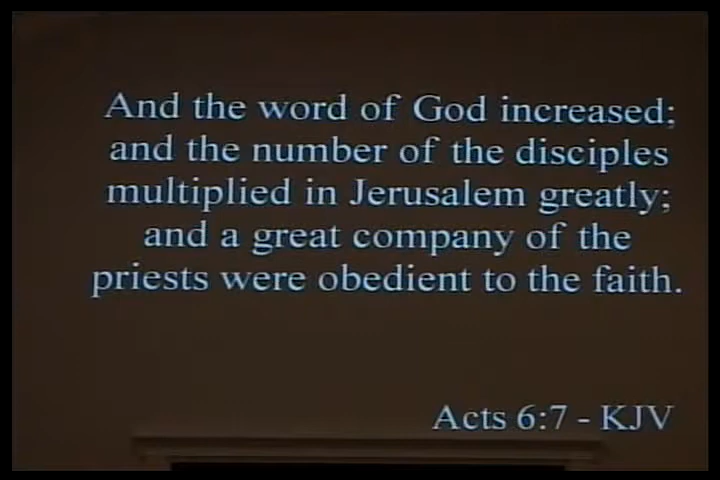 And the word of God increased;
and the number of the disciples
multiplied in Jerusalem greatly;
and a great company of the
priests were obedient to the faith.
Acts 6:7 - KJV